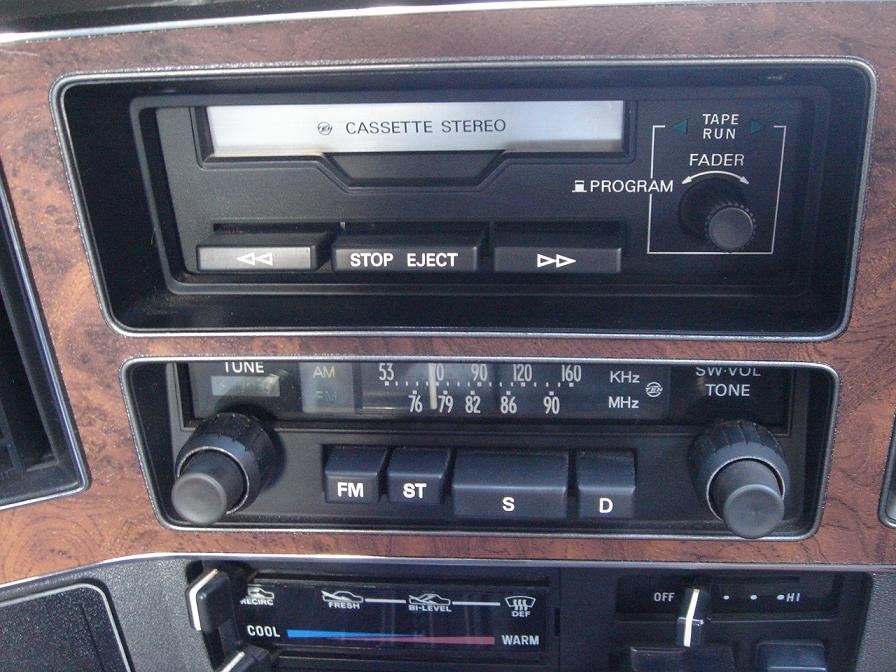 TEN CASSETTE STEREO
TAPE
RUN
FADER
PROGRAM
STOP EJECT
TUNE
AM 53 70 90 120 160 KHz
FM 76 79 82 86 90 MHz
SW·VOL
TONE
FM ST S D
RECIRC FRESH BI-LEVEL DEF
COOL WARM
OFF HI